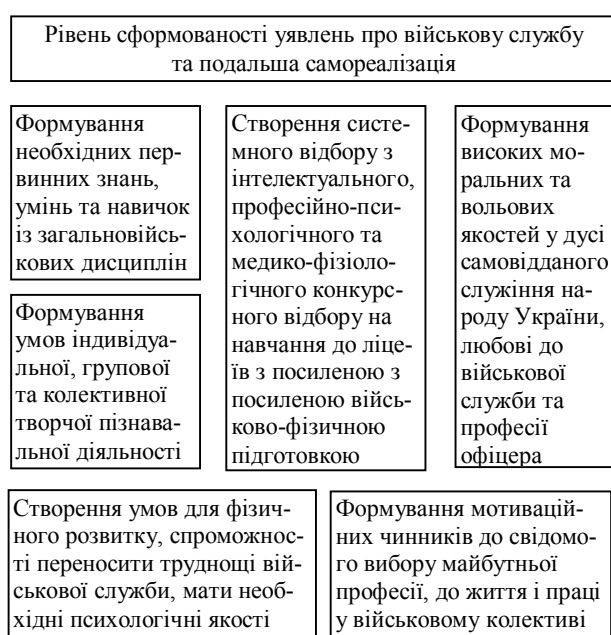 Рівень сформованості уявлень про військову службу
та подальша самореалізація
Формування
необхідних пер-
винних знань,
умінь та навичок
із загальновійсь-
кових дисциплін
Формування
умов індивідуа-
льної, групової
та колективної
творчої пізнава-
льної діяльності
Створення систе-
много відбору з
інтелектуального,
професійно-пси-
хологічного та
медико-фізіоло-
гічного конкурс-
ного відбору на
навчання до ліце-
їв з посиленою з
посиленою війсь-
ково-фізичною
підготовкою
Формування
високих мо-
ральних та
вольових
якостей у дусі
самовідданого
служіння на-
роду України,
любові до
військової
служби та
професії
офіцера
Створення умов для фізич-
ного розвитку, спроможнос-
ті переносити труднощі вій-
ськової служби, мати необ-
хідні психологічні якості
Формування мотивацій-
них чинників до свідомо-
го вибору майбутньої
професії, до життя і праці
у військовому колективі